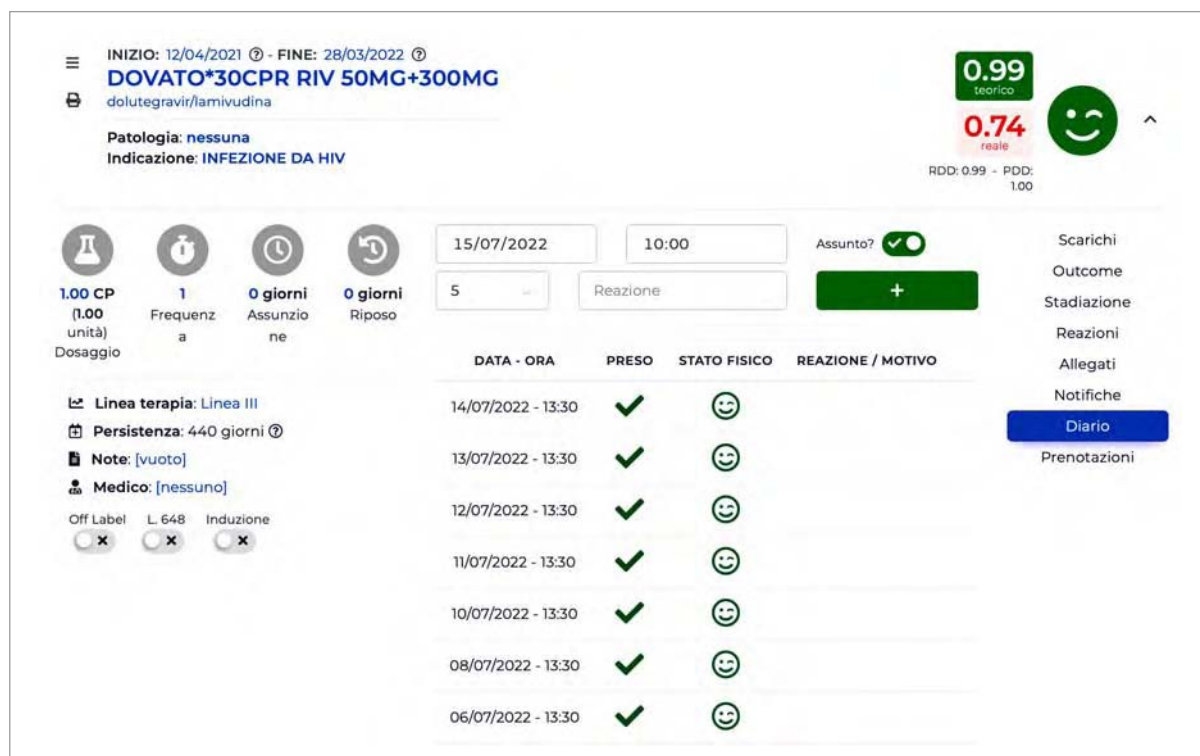 INIZIO: 12/04/2021 ? - FINE: 28/03/2022 ?
DOVATO*30CPR RIV 50MG+300MG
dolutegravir/lamivudina
Patologia: nessuna
Indicazione: INFEZIONE DA HIV
0.99
teorico
0.74
reale
RDD: 0.99 - PDD:
1.00
1.00 CP
(1.00
unità)
Dosaggio
1
Frequenz
a
0 giorni
Assunzio
ne
0 giorni
Riposo
Linea terapia: Linea III
Persistenza: 440 giorni ?
Note: [vuoto]
Medico: [nessuno]
Off Label L. 648 Induzione
15/07/2022 10:00 Assunto?
5 Reazione +
DATA - ORA PRESO STATO FISICO REAZIONE / MOTIVO
14/07/2022 - 13:30
13/07/2022 - 13:30
12/07/2022 - 13:30
11/07/2022 - 13:30
10/07/2022 - 13:30
08/07/2022 - 13:30
06/07/2022 - 13:30
Scarichi
Outcome
Stadiazione
Reazioni
Allegati
Notifiche
Diario
Prenotazioni